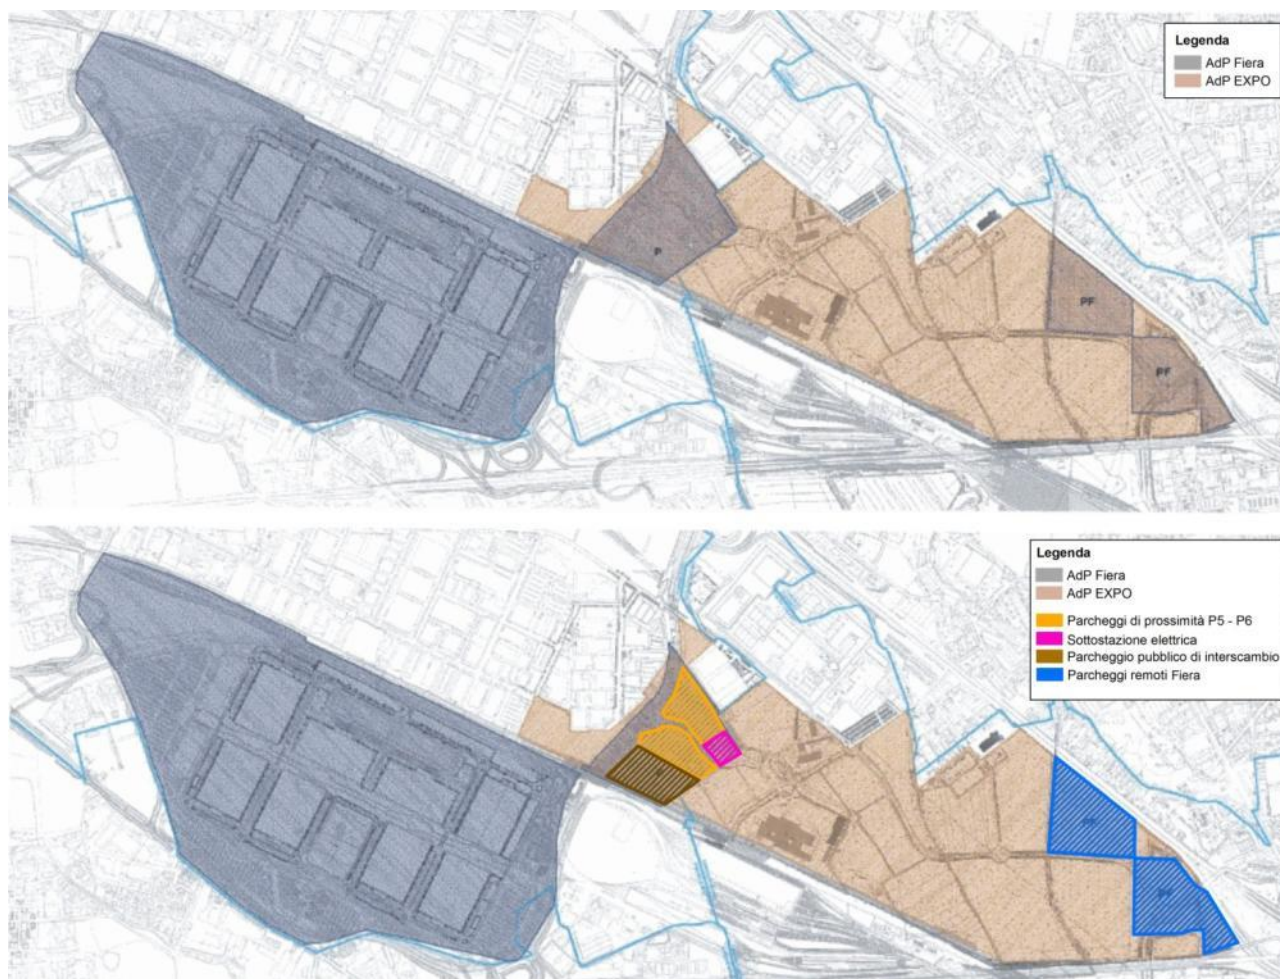 Legenda
AdP Fiera
AdP EXPO
P
PF
PF
Legenda
AdP Fiera
AdP EXPO
Parcheggi di prossimità P5 - P6
Sottostazione elettrica
Parcheggio pubblico di interscambio
Parcheggi remoti Fiera